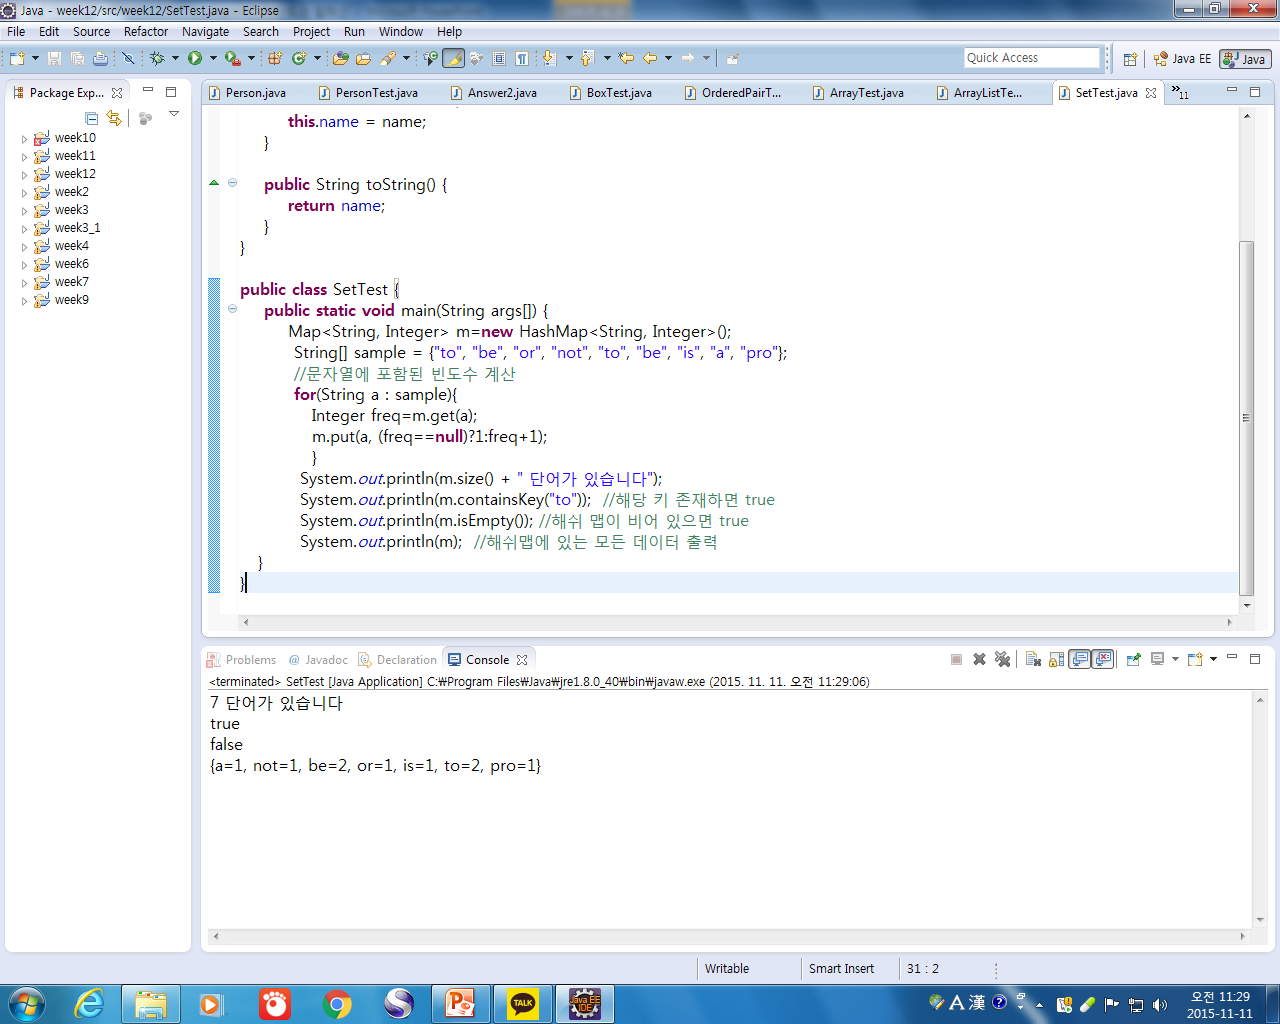 Java - week12/src/week12/SetTest.java - Eclipse
File Edit Source Refactor Navigate Search Project Run Window Help
Quick Access
Java EE
Java
Package Exp...
week10
week11
week12
week2
week3
week3_1
week4
week6
week7
week9
Person.java PersonTest.java Answer2.java BoxTest.java OrderedPairT... ArrayTest.java ArrayListTe... SetTest.java »11
this.name = name;
}
public String toString() {
return name;
}
}
public class SetTest {
public static void main(String args[]) {
Map<String, Integer> m=new HashMap<String, Integer>();
String[] sample = {"to", "be", "or", "not", "to", "be", "is", "a", "pro"};
//문자열에 포함된 빈도수 계산
for(String a : sample){
Integer freq=m.get(a);
m.put(a, (freq==null)?1:freq+1);
}
System.out.println(m.size() + " 단어가 있습니다");
System.out.println(m.containsKey("to")); //해당 키 존재하면 true
System.out.println(m.isEmpty()); //해쉬 맵이 비어 있으면 true
System.out.println(m); //해쉬맵에 있는 모든 데이터 출력
}
}
Problems @ Javadoc Declaration Console
<terminated> SetTest [Java Application] C:₩Program Files₩Java₩jre1.8.0_40₩bin₩javaw.exe (2015. 11. 11. 오전 11:29:06)
7 단어가 있습니다
true
false
{a=1, not=1, be=2, or=1, is=1, to=2, pro=1}
Writable
Smart Insert
31 : 2
TALK
Java EE
IDE
A 漢
오전 11:29
2015-11-11